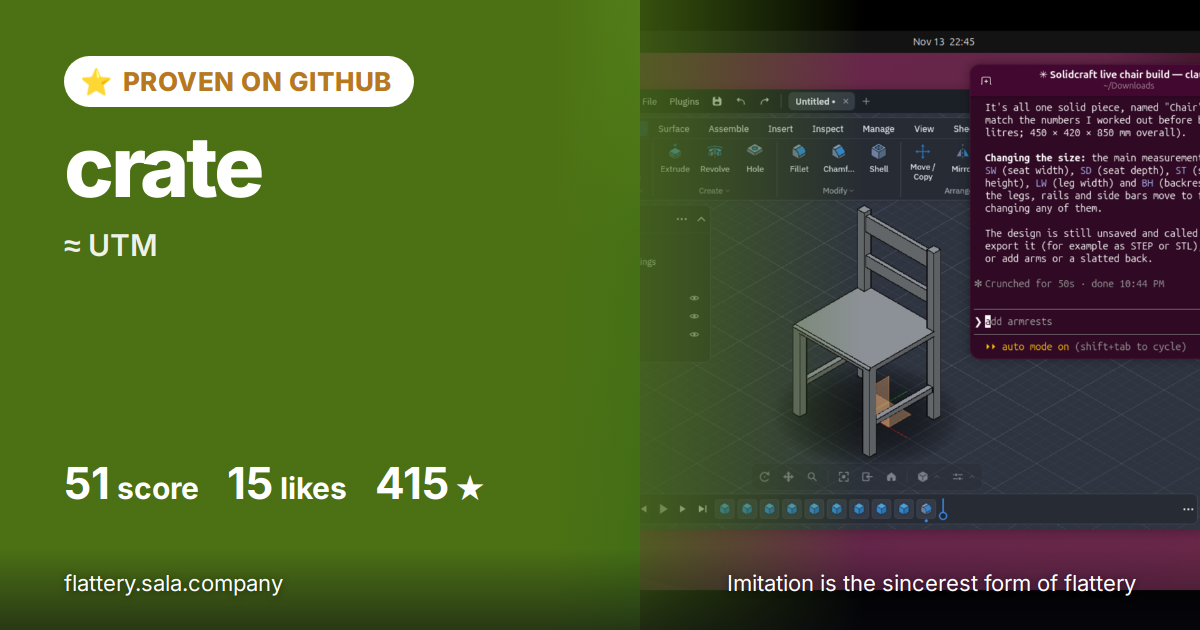 ⭐ PROVEN ON GITHUB
crate
≈ UTM
51 score 15 likes 415 ★
flattery.sala.company
Nov 13 22:45
File Plugins Untitled • × +
Surface Assemble Insert Inspect Manage View
Extrude Revolve Hole Fillet Chamf... Shell Move / Copy
Create Modify
✳ Solidcraft live chair build —
~/Downloads
It's all one solid piece, named "Chair"
match the numbers I worked out before
litres; 450 × 420 × 850 mm overall).
Changing the size: the main measurement
SW (seat width), SD (seat depth), ST
height), LW (leg width) and BH
the legs, rails and side bars move to
changing any of them.
The design is still unsaved and called
export it (for example as STEP or STL)
or add arms or a slatted back.
✻ Crunched for 50s · done 10:44 PM
❯ add armrests
⏵⏵ auto mode on (shift+tab to cycle)
Imitation is the sincerest form of flattery